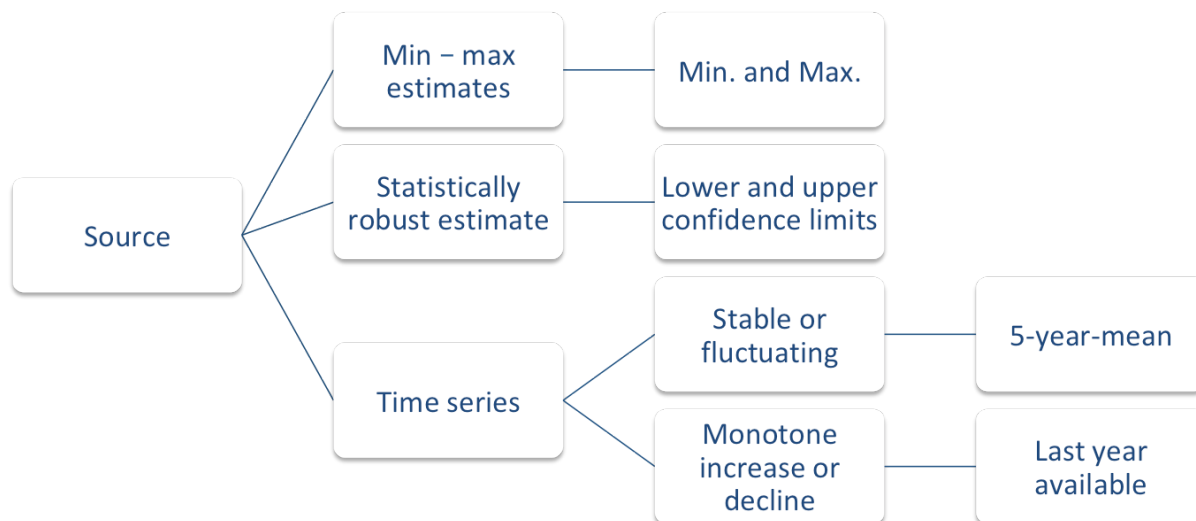 Min – max
estimates
Min. and Max.
Source
Statistically
robust estimate
Lower and upper
confidence limits
Time series
Stable or
fluctuating
5-year-mean
Monotone
increase or
decline
Last year
available